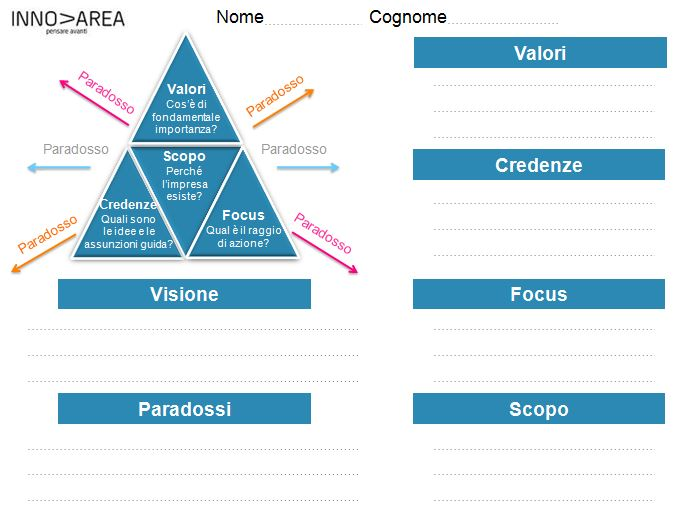 INNOVAREA
pensare avanti
Nome Cognome
Valori
Paradosso
Paradosso
Valori
Cos'è di
fondamentale
importanza?
Paradosso
Paradosso
Scopo
Perché
l'impresa
esiste?
Credenze
Credenze
Quali sono
le idee e le
assunzioni guida?
Focus
Qual è il raggio
di azione?
Paradosso
Paradosso
Visione
Focus
Paradossi
Scopo